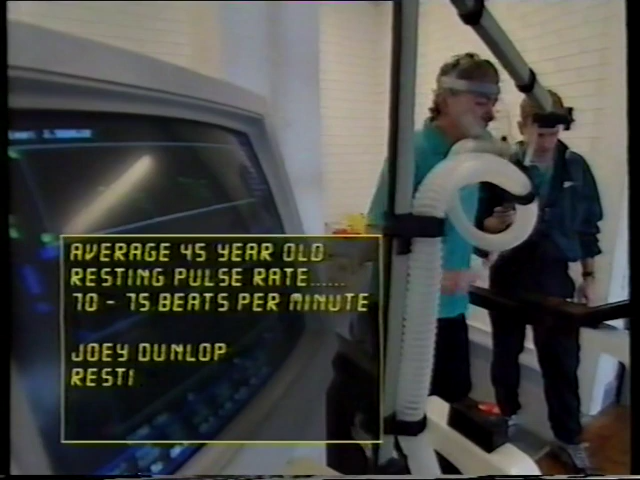 AVERAGE 45 YEAR OLD
RESTING PULSE RATE......
70 - 75 BEATS PER MINUTE
JOEY DUNLOP
RESTI